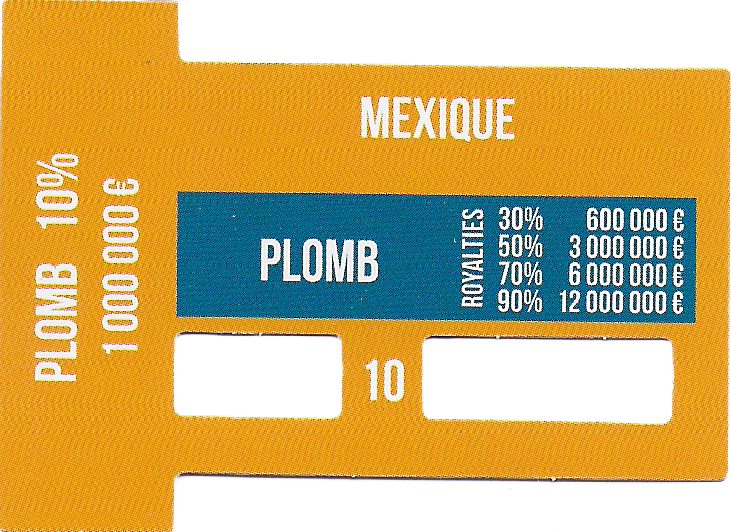 MEXIQUE
PLOMB 10%
1 000 000 €
PLOMB
ROYALTIES
30% 600 000 €
50% 3 000 000 €
70% 6 000 000 €
90% 12 000 000 €
10